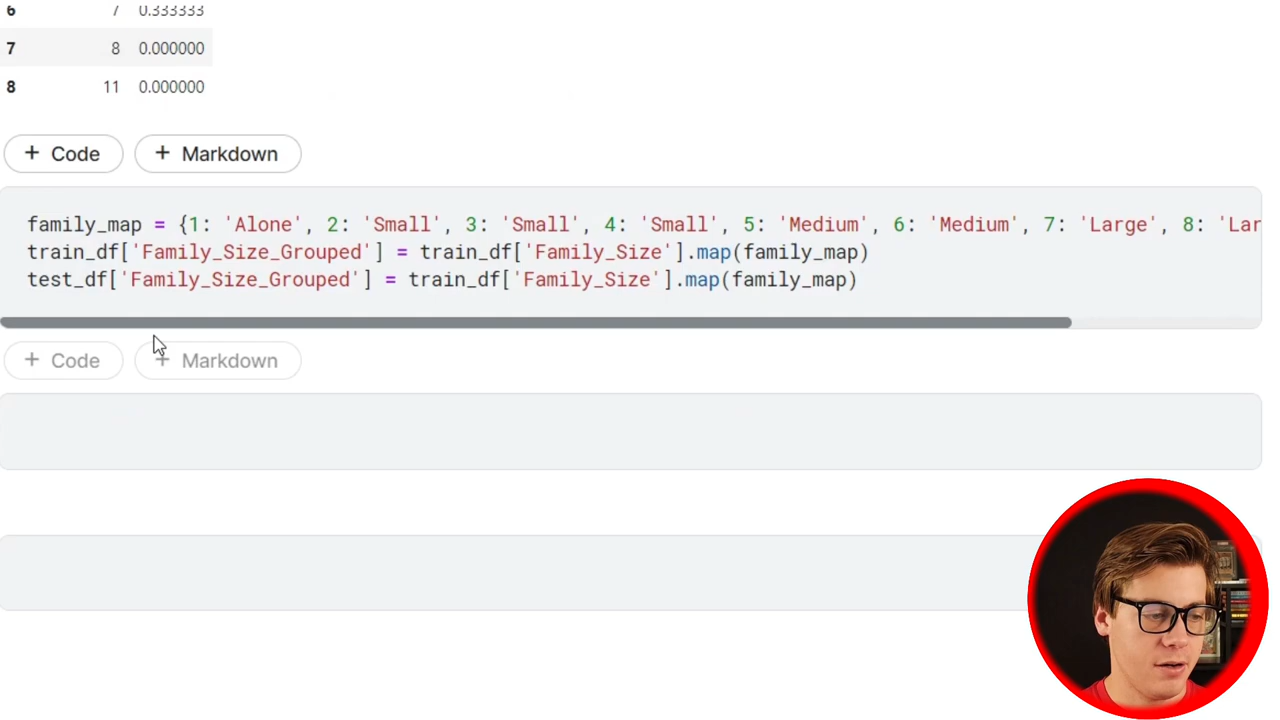 6 7 0.333333
7 8 0.000000
8 11 0.000000
+ Code + Markdown
family_map = {1: 'Alone', 2: 'Small', 3: 'Small', 4: 'Small', 5: 'Medium', 6: 'Medium', 7: 'Large', 8: 'Lar
train_df['Family_Size_Grouped'] = train_df['Family_Size'].map(family_map)
test_df['Family_Size_Grouped'] = train_df['Family_Size'].map(family_map)
+ Code + Markdown